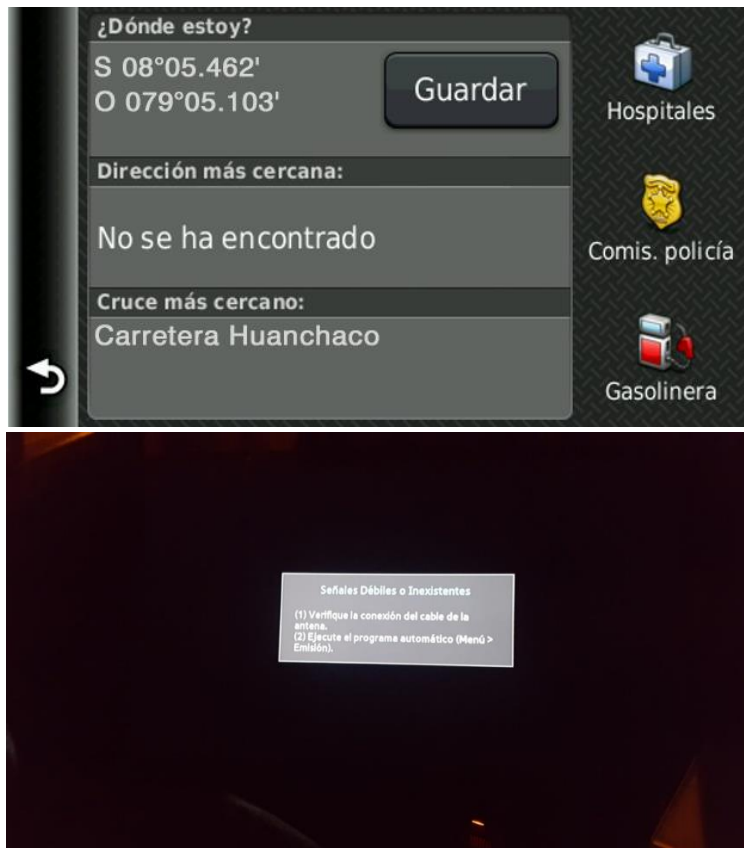 ¿Dónde estoy?
S 08°05.462'
O 079°05.103'
Guardar
Hospitales
Dirección más cercana:
No se ha encontrado
Comis. policía
Cruce más cercano:
Carretera Huanchaco
Gasolinera
Señales Débiles o Inexistentes
(1) Verifique la conexión del cable de la
antena.
(2) Ejecute el programa automático (Menú >
Emisión).